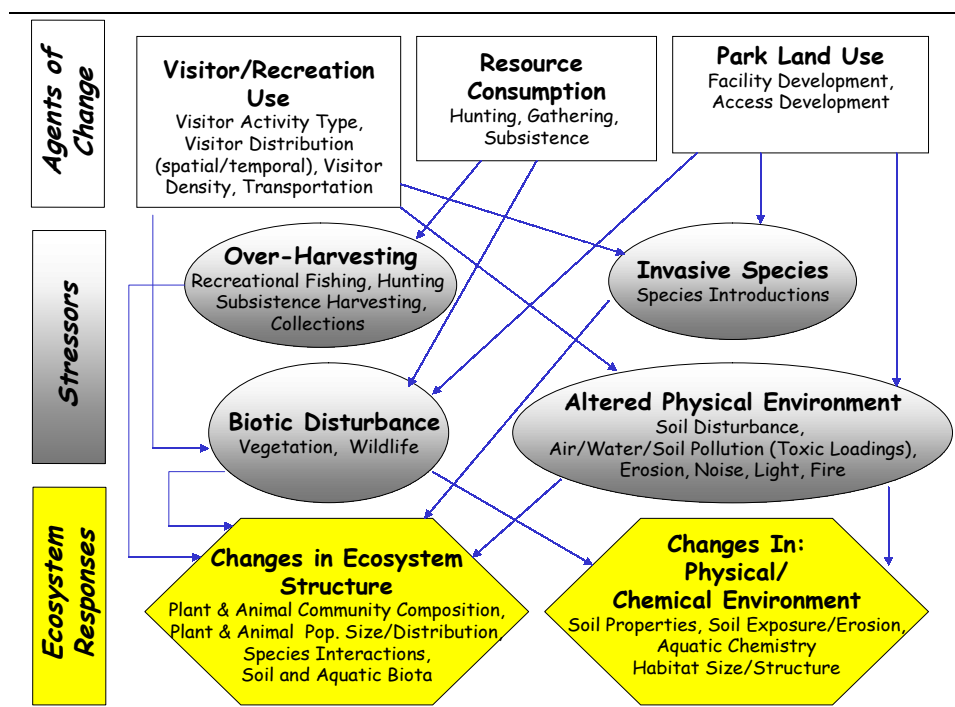 Agents of
Change
Visitor/Recreation
Use
Visitor Activity Type,
Visitor Distribution
(spatial/temporal), Visitor
Density, Transportation
Resource
Consumption
Hunting, Gathering,
Subsistence
Park Land Use
Facility Development,
Access Development
Stressors
Over-Harvesting
Recreational Fishing, Hunting
Subsistence Harvesting,
Collections
Invasive Species
Species Introductions
Biotic Disturbance
Vegetation, Wildlife
Altered Physical Environment
Soil Disturbance,
Air/Water/Soil Pollution (Toxic Loadings),
Erosion, Noise, Light, Fire
Ecosystem
Responses
Changes in Ecosystem
Structure
Plant & Animal Community Composition,
Plant & Animal Pop. Size/Distribution,
Species Interactions,
Soil and Aquatic Biota
Changes In:
Physical/
Chemical Environment
Soil Properties, Soil Exposure/Erosion,
Aquatic Chemistry
Habitat Size/Structure